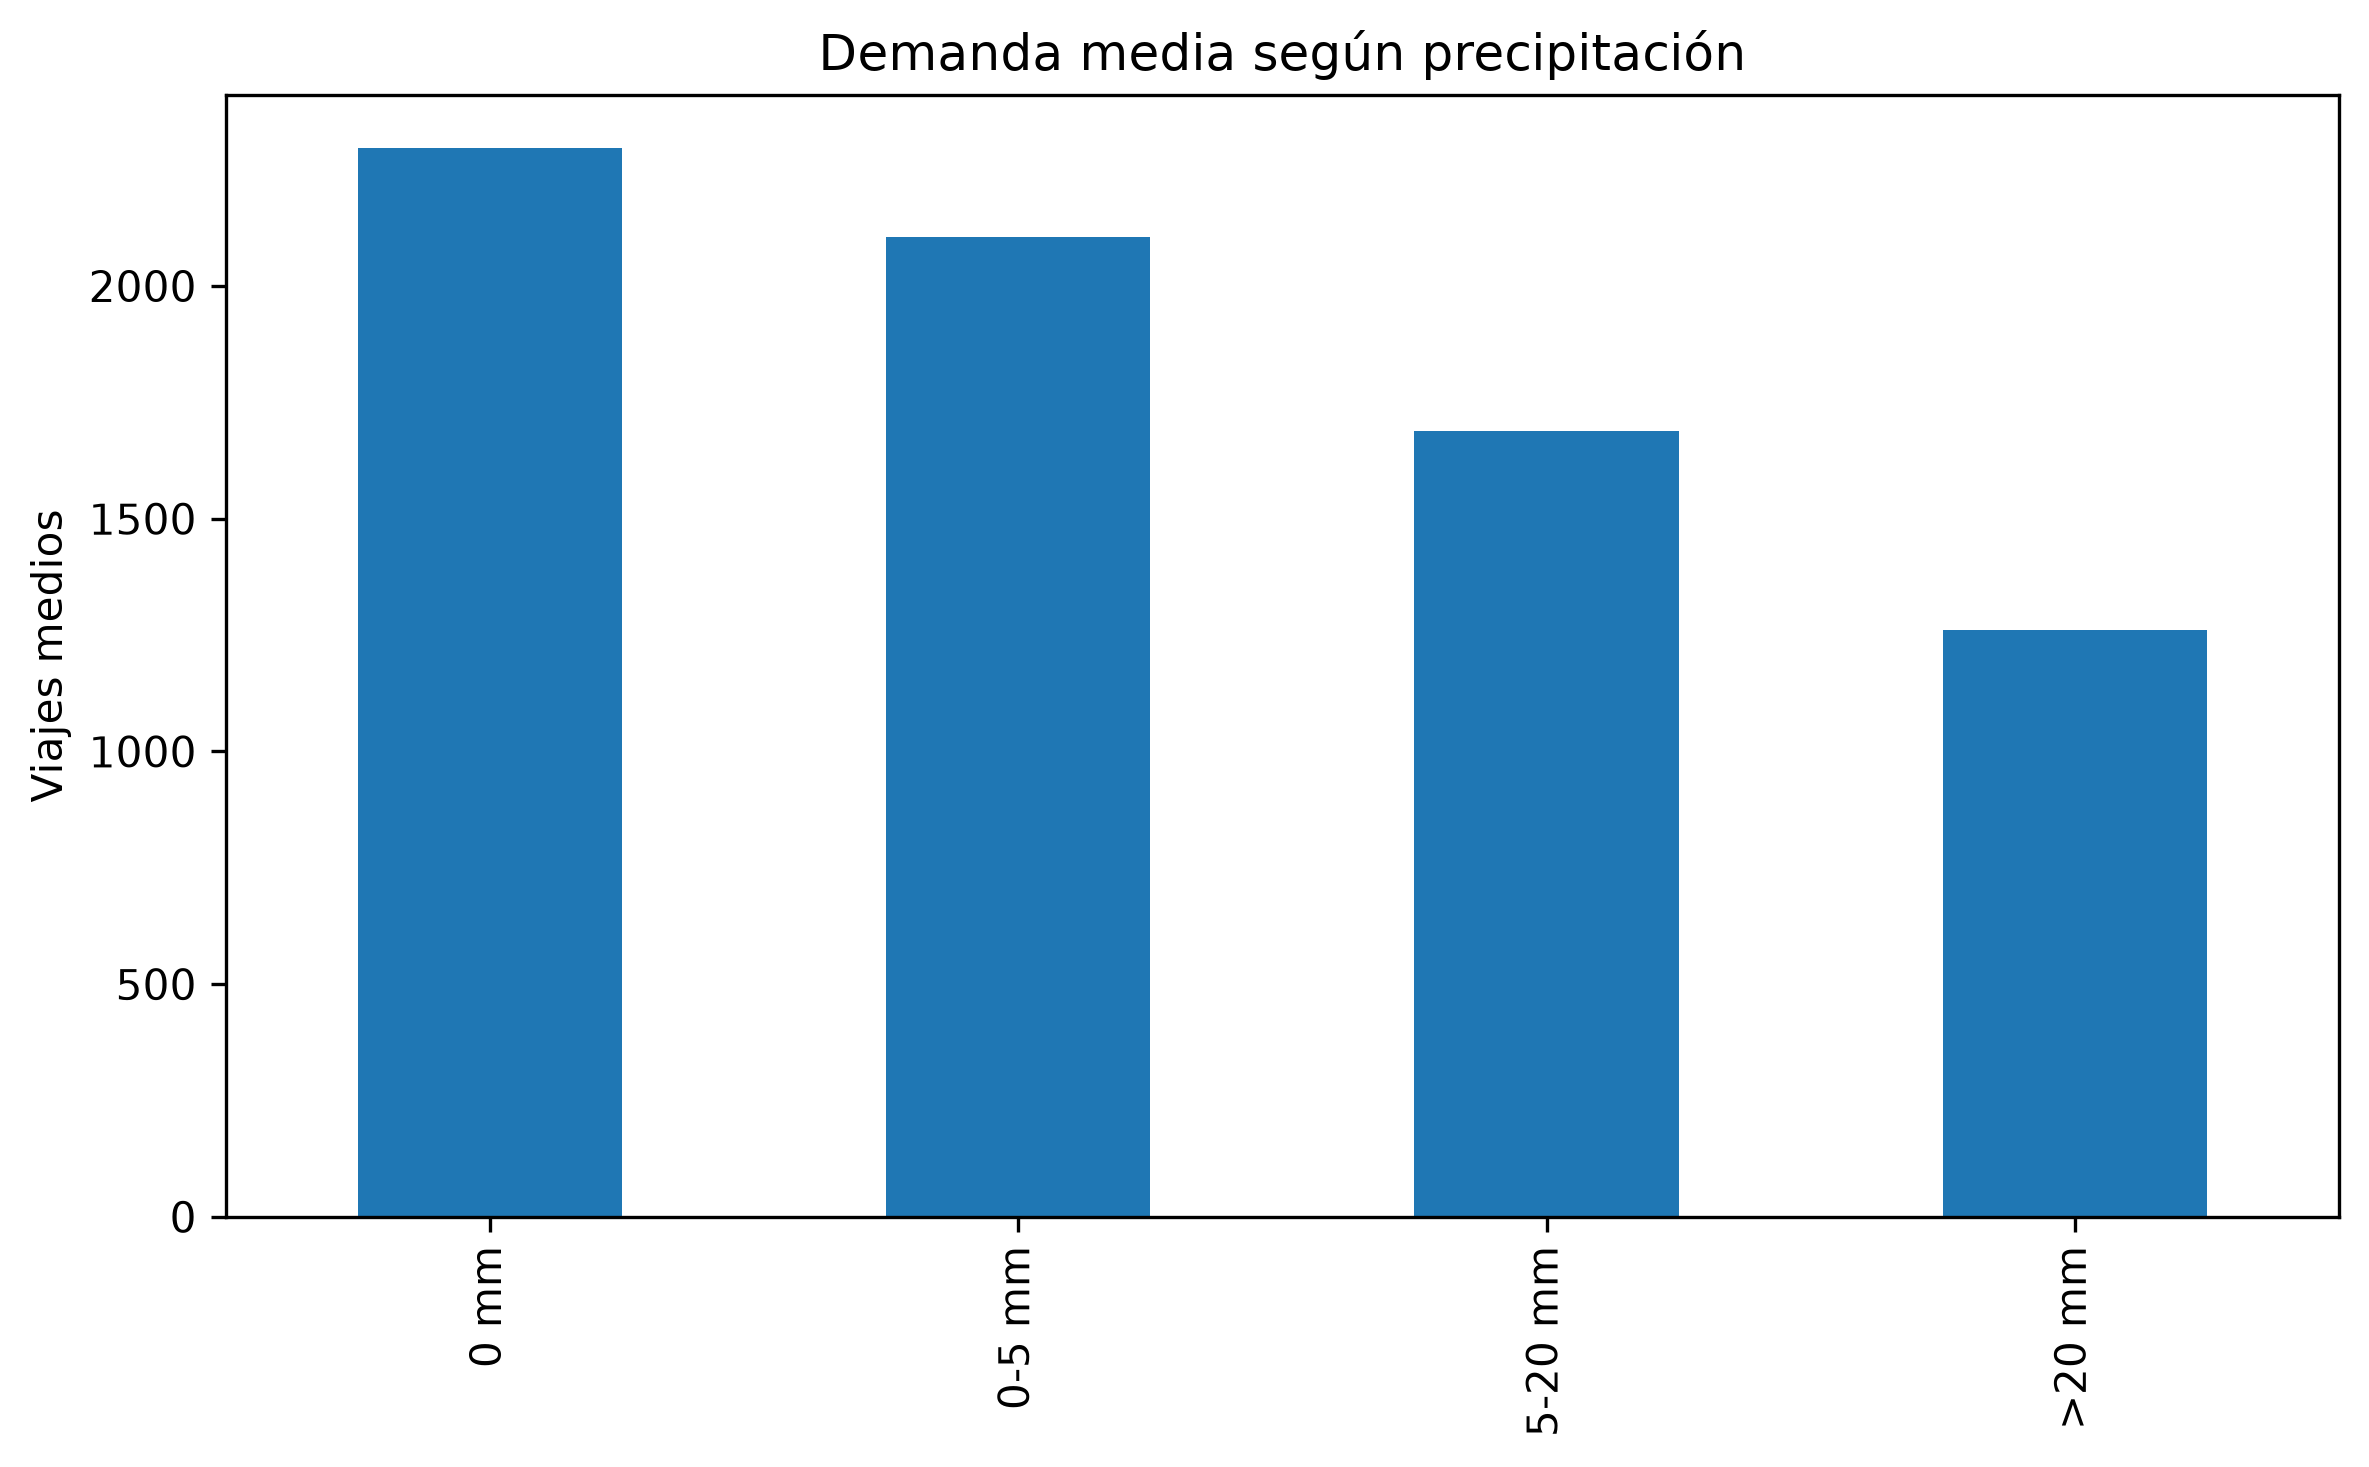 Demanda media según precipitación
Viajes medios
2000
1500
1000
500
0
0 mm
0-5 mm
5-20 mm
>20 mm